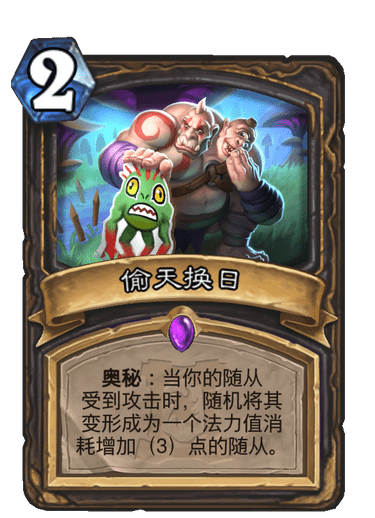 2
偷天换日
奥秘：当你的随从
受到攻击时，随机将其
变形成为一个法力值消
耗增加（3）点的随从。